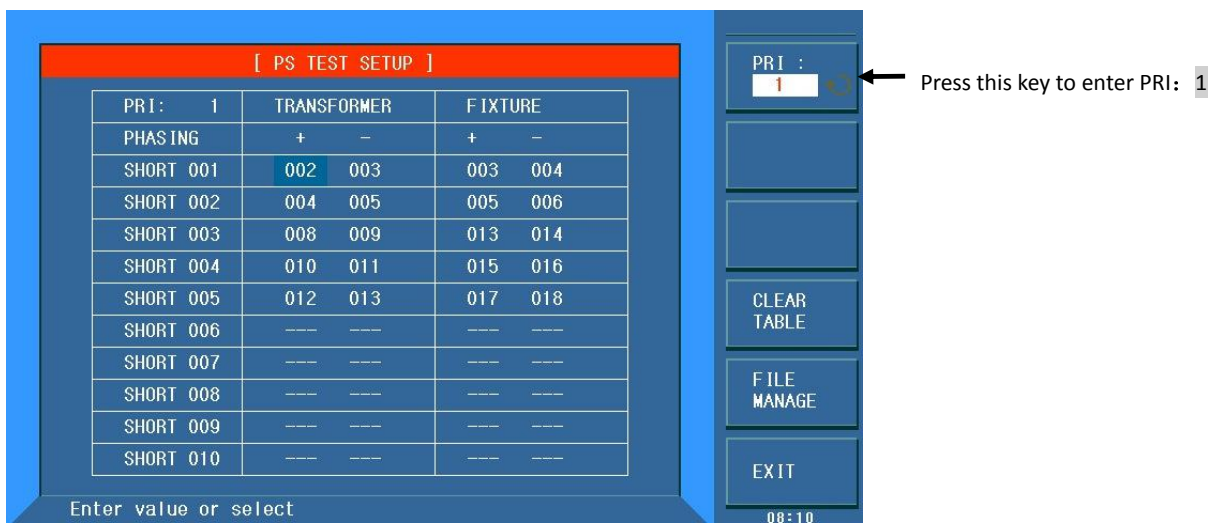 [ PS TEST SETUP ]
PRI: 1 TRANSFORMER FIXTURE
PHASING + - + -
SHORT 001 002 003 003 004
SHORT 002 004 005 005 006
SHORT 003 008 009 013 014
SHORT 004 010 011 015 016
SHORT 005 012 013 017 018
SHORT 006 --- --- --- ---
SHORT 007 --- --- --- ---
SHORT 008 --- --- --- ---
SHORT 009 --- --- --- ---
SHORT 010 --- --- --- ---
Enter value or select
PRI :
1
CLEAR
TABLE
FILE
MANAGE
EXIT
08:10
Press this key to enter PRI：1